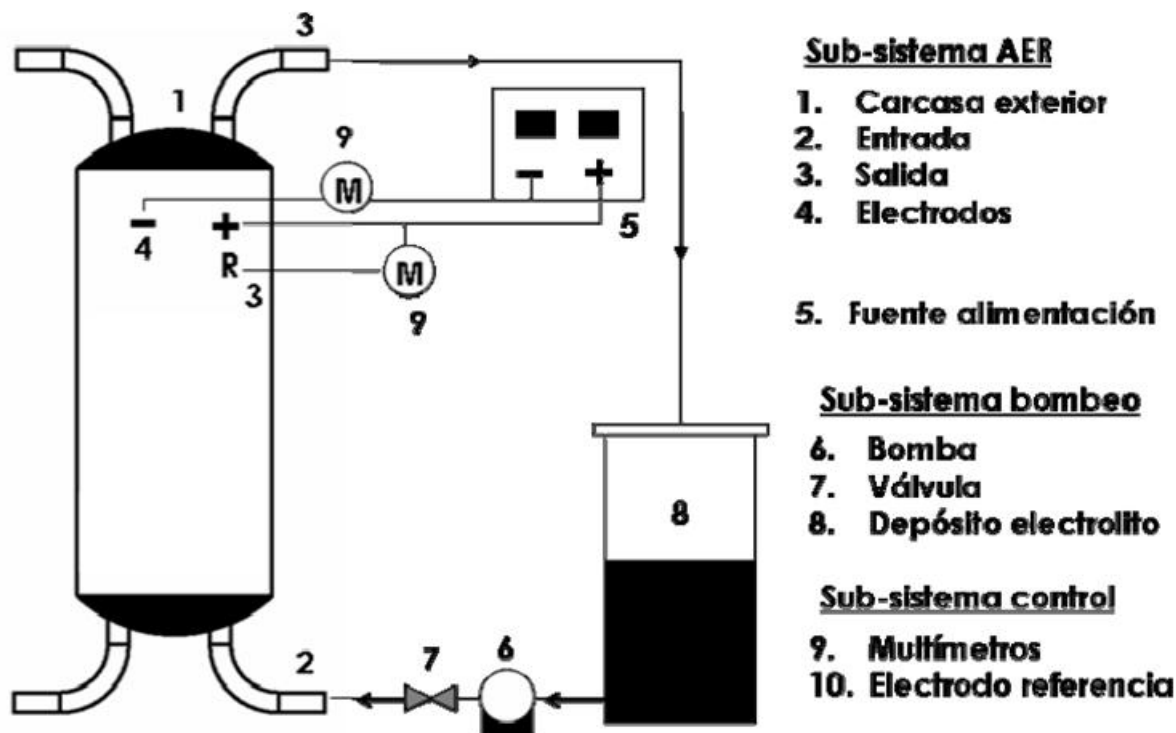 3
1
9
M
- +
5
- +
4
R
3
M
9
8
2
7
6
Sub-sistema AER
1. Carcasa exterior
2. Entrada
3. Salida
4. Electrodos
5. Fuente alimentación
Sub-sistema bombeo
6. Bomba
7. Válvula
8. Depósito electrolito
Sub-sistema control
9. Multímetros
10. Electrodo referencia